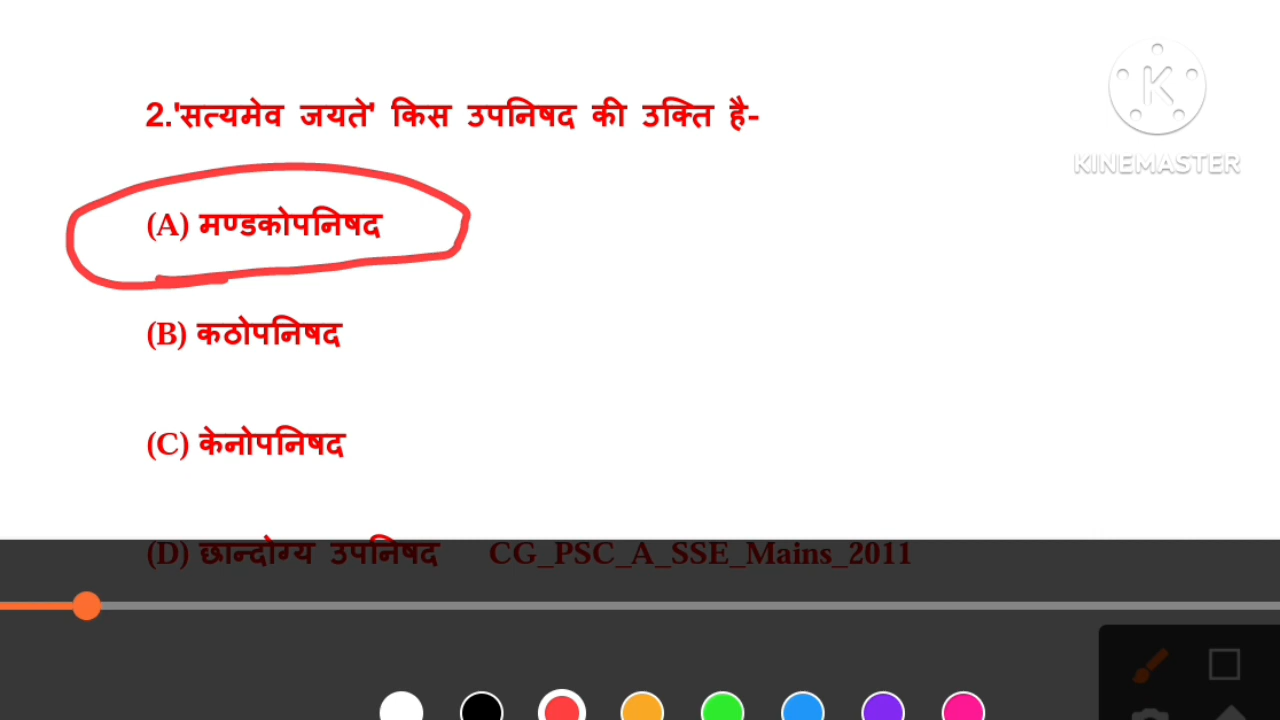 2.'सत्यमेव जयते' किस उपनिषद की उक्ति है-
K
KINEMASTER
(A) मण्डकोपनिषद
(B) कठोपनिषद
(C) केनोपनिषद
(D) छान्दोग्य उपनिषद CG_PSC_A_SSE_Mains_2011